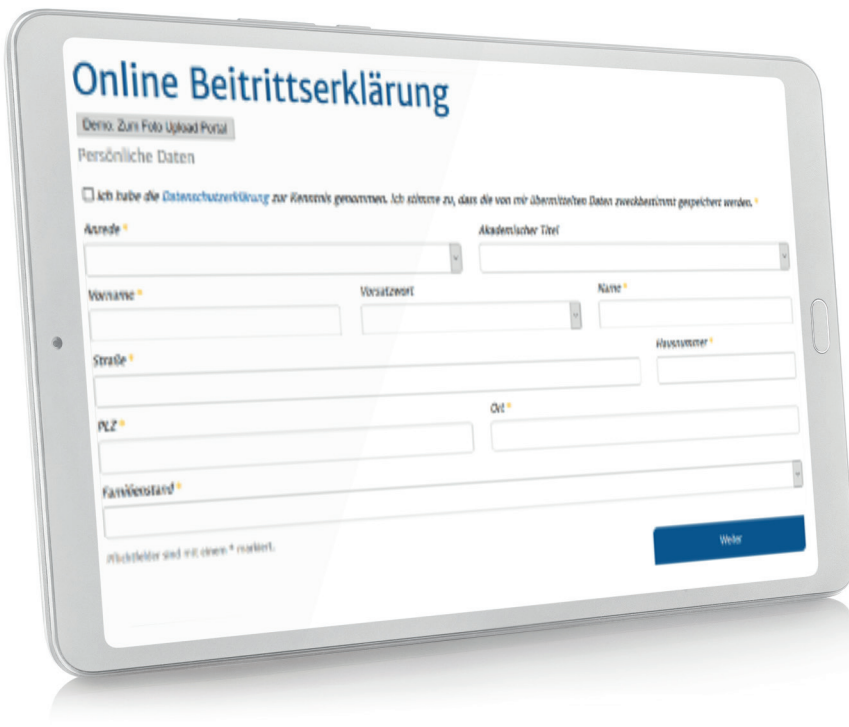 Online Beitrittserklärung
Demo: Zum Foto Upload Portal
Persönliche Daten
Ich habe die Datenschutzerklärung zur Kenntnis genommen. Ich stimme zu, dass die von mir übermittelten Daten zweckbestimmt gespeichert werden. *
Anrede * Akademischer Titel
Vorname * Vorsatzwort Name *
Straße * Hausnummer *
PLZ * Ort *
Familienstand *
Pflichtfelder sind mit einem * markiert.
Weiter